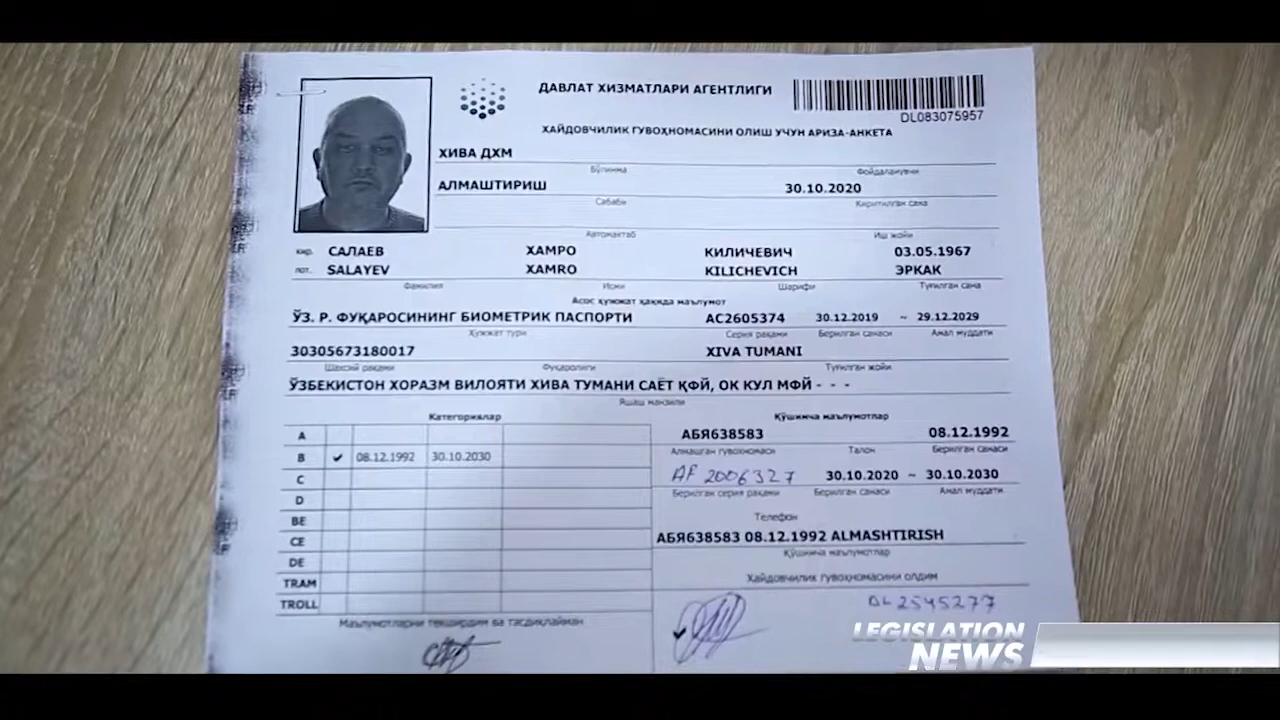 ДАВЛАТ ХИЗМАТЛАРИ АГЕНТЛИГИ
DL083075957
ХАЙДОВЧИЛИК ГУВОҲНОМАСИНИ ОЛИШ УЧУН АРИЗА-АНКЕТА
ХИВА ДХМ
Бўлинма Фойдаланувчи
АЛМАШТИРИШ 30.10.2020
Сабаби Киритилган сана
Автомактаб Иш жойи
кир. САЛАЕВ ХАМРО КИЛИЧЕВИЧ 03.05.1967
лот. SALAYEV XAMRO KILICHEVICH ЭРКАК
Фамилия Исми Шарифи Туғилган сана
Асос ҳужжат ҳақида маълумот
ЎЗ. Р. ФУҚАРОСИНИНГ БИОМЕТРИК ПАСПОРТИ АС2605374 30.12.2019 ~ 29.12.2029
Ҳужжат тури Серия рақами Берилган санаси Амал муддати
30305673180017 XIVA TUMANI
Шахсий рақами Фуқаролиги Туғилган жойи
ЎЗБЕКИСТОН ХОРАЗМ ВИЛОЯТИ ХИВА ТУМАНИ САЁТ ҚФЙ, ОК КУЛ МФЙ - - -
Яшаш манзили
Категориялар Қўшимча маълумотлар
A
B ✔ 08.12.1992 30.10.2030
C
D
BE
CE
DE
TRAM
TROLL
АБЯ638583 08.12.1992
Алмашган гувоҳномаси Талон Берилган санаси
AF 2006327 30.10.2020 ~ 30.10.2030
Берилган серия рақами Берилган санаси Амал муддати
Телефон
АБЯ638583 08.12.1992 ALMASHTIRISH
Қўшимча маълумотлар
Хайдовчилик гувоҳномасини олдим
DL 2545277
Маълумотларни текширдим ва тасдиқлайман
LEGISLATION
NEWS